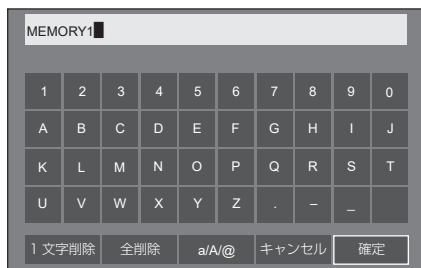 MEMORY1
1 2 3 4 5 6 7 8 9 0
A B C D E F G H I J
K L M N O P Q R S T
U V W X Y Z . – _
1 文字削除 全削除 a/A/@ キャンセル 確定